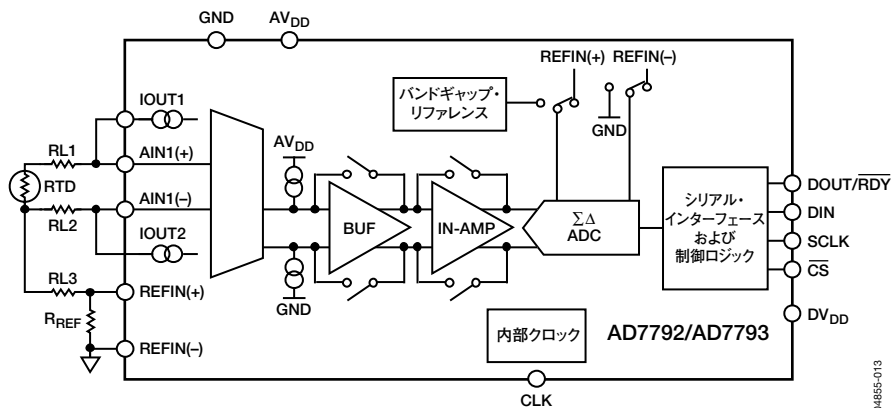 GND
AVDD
IOUT1
AIN1(+)
RL1
RTD
AIN1(–)
RL2
IOUT2
RL3
REFIN(+)
RREF
REFIN(–)
AVDD
GND
BUF
IN-AMP
バンドギャップ・
リファレンス
REFIN(+)
REFIN(–)
GND
ΣΔ
ADC
シリアル・
インターフェース
および
制御ロジック
DOUT/RDY
DIN
SCLK
CS
DVDD
内部クロック
AD7792/AD7793
CLK
04855-013